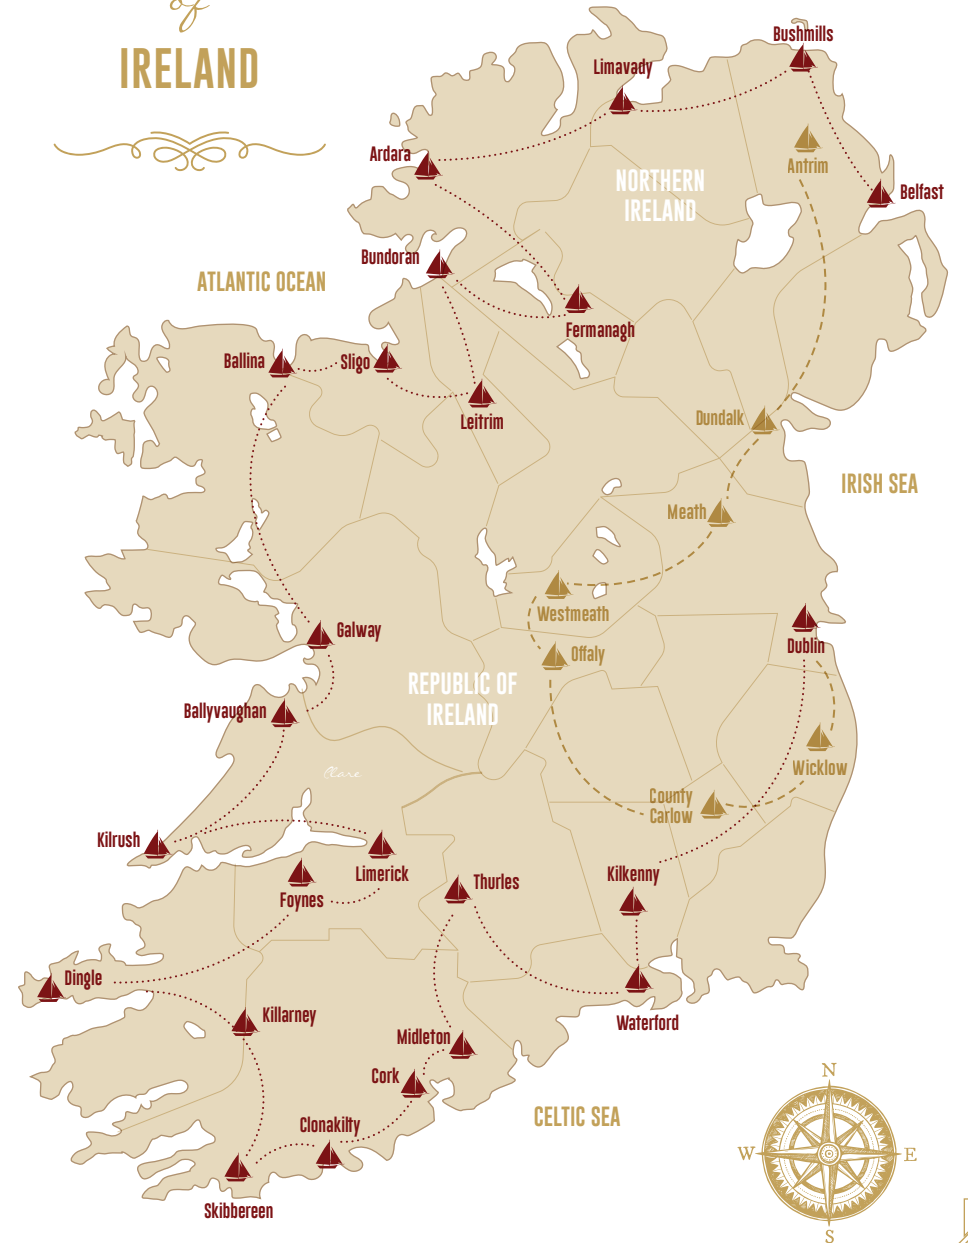 of
IRELAND
Bushmills
Limavady
Ardara
Antrim
NORTHERN
IRELAND
Belfast
Bundoran
ATLANTIC OCEAN
Fermanagh
Ballina
Sligo
Leitrim
Dundalk
IRISH SEA
Meath
Westmeath
Galway
Dublin
Offaly
REPUBLIC OF
IRELAND
Ballyvaughan
Clare
Wicklow
County
Carlow
Kilrush
Limerick
Kilkenny
Thurles
Foynes
Dingle
Killarney
Waterford
Midleton
Cork
N
Clonakilty
CELTIC SEA
W
E
Skibbereen
S